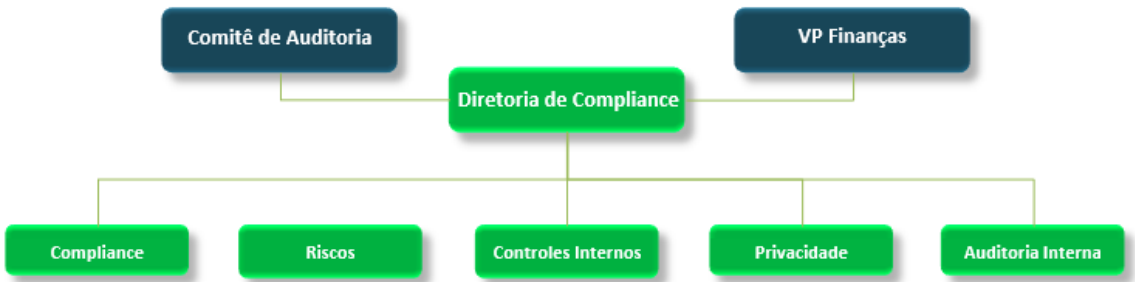 Comitê de Auditoria
VP Finanças
Diretoria de Compliance
Compliance
Riscos
Controles Internos
Privacidade
Auditoria Interna